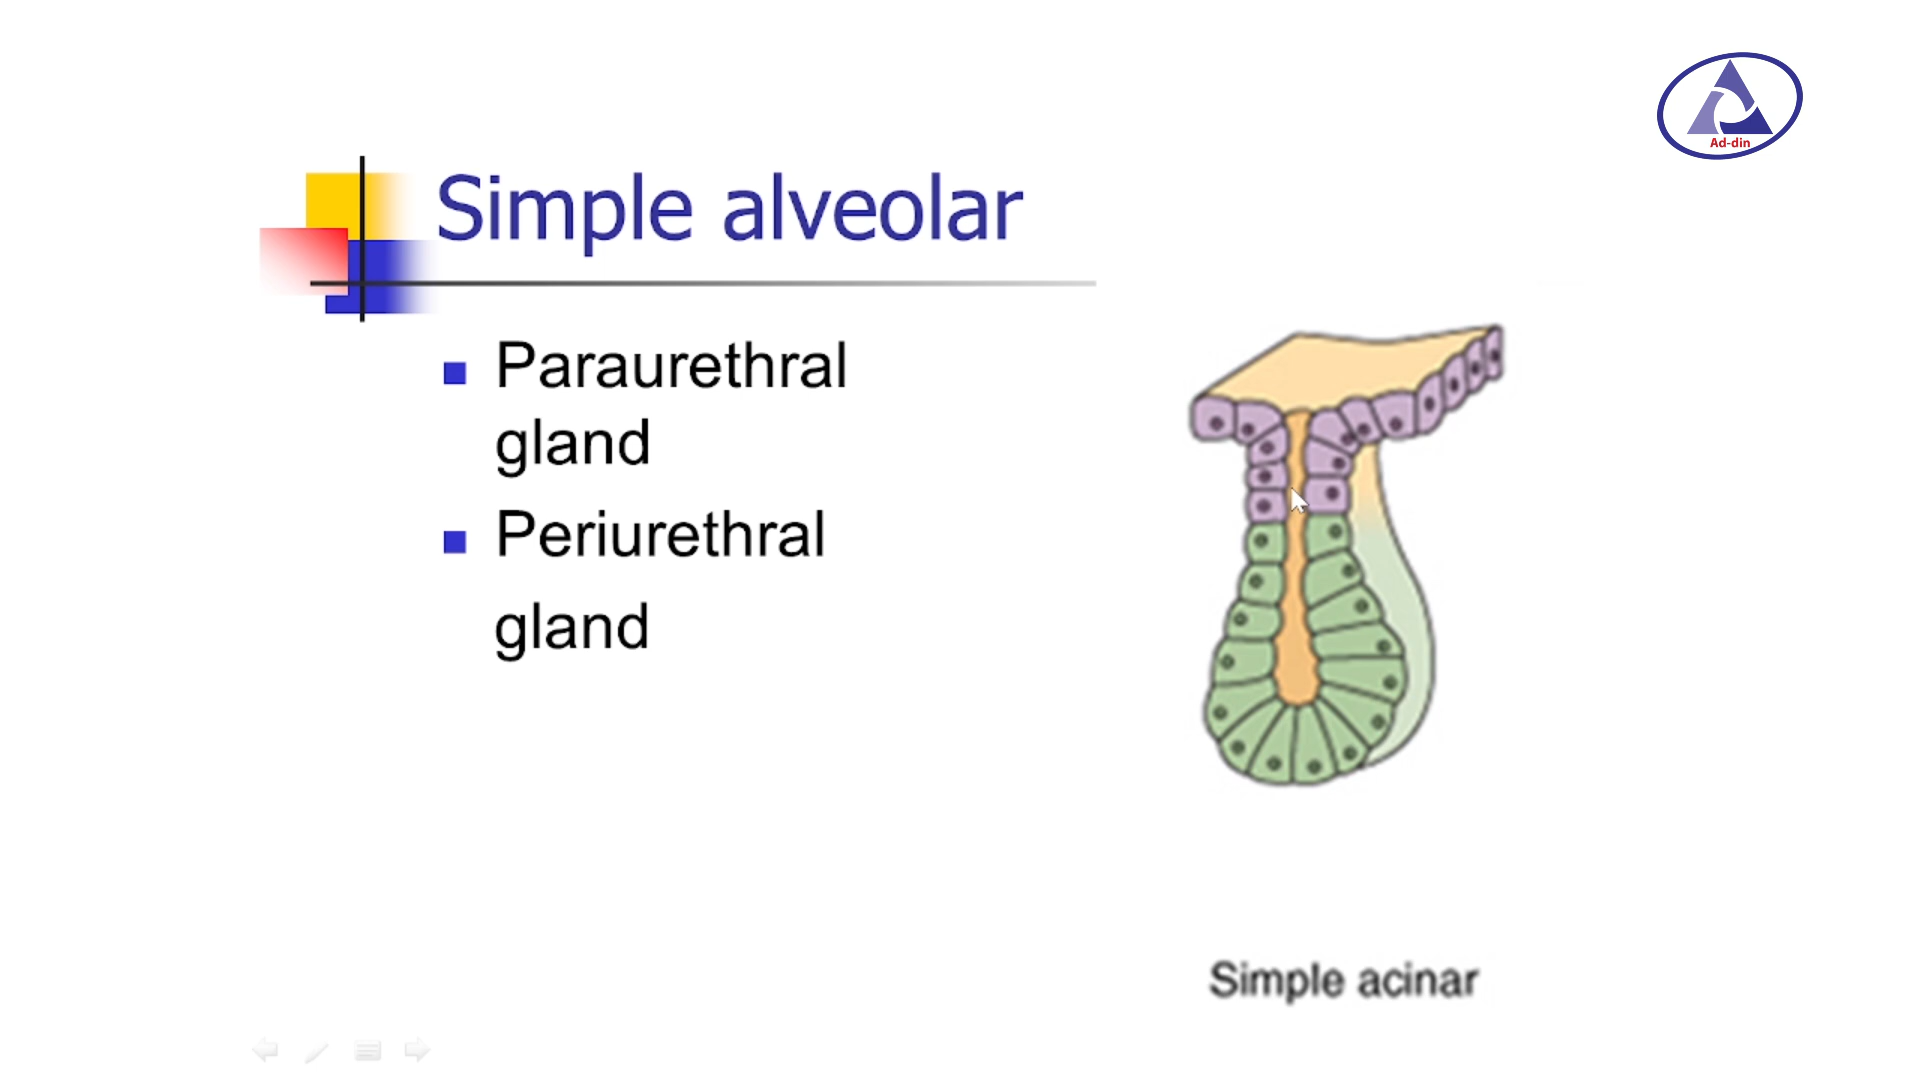 Ad-din
Simple alveolar
Paraurethral
gland
Periurethral
gland
Simple acinar